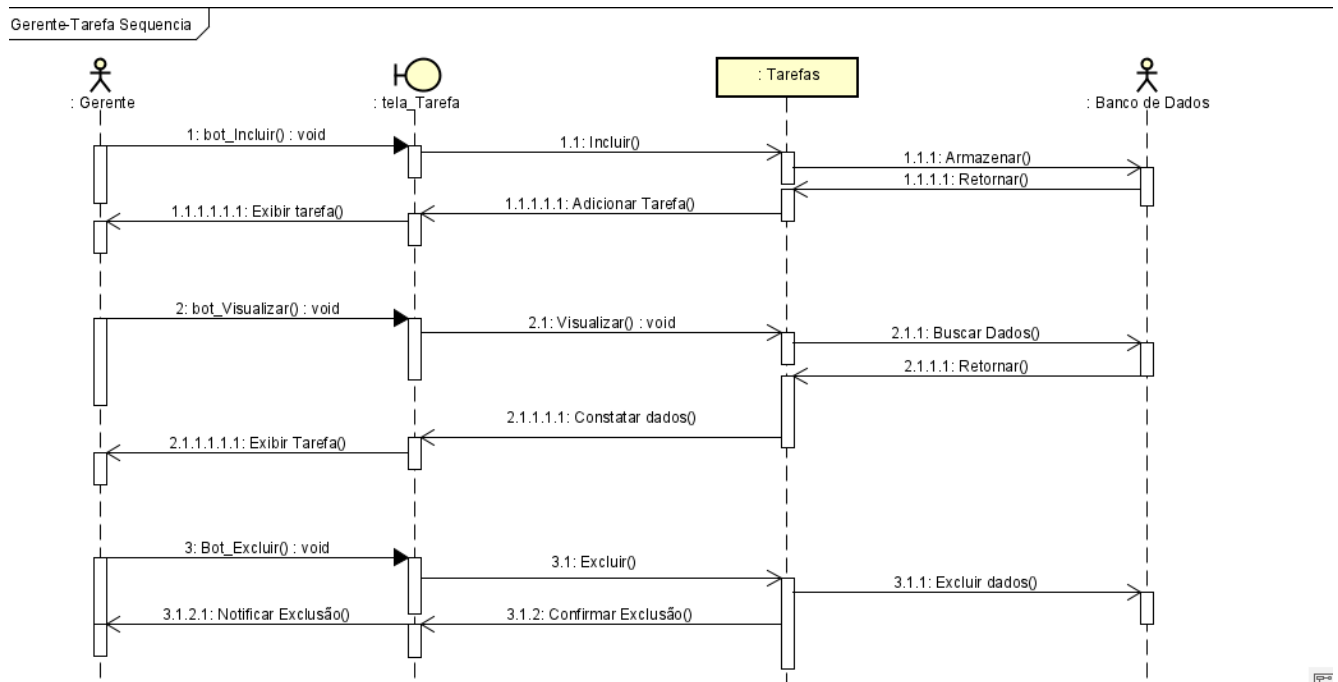 Gerente-Tarefa Sequencia
: Gerente
: tela_Tarefa
: Tarefas
: Banco de Dados
1: bot_Incluir() : void
1.1: Incluir()
1.1.1: Armazenar()
1.1.1.1: Retornar()
1.1.1.1.1: Adicionar Tarefa()
1.1.1.1.1.1: Exibir tarefa()
2: bot_Visualizar() : void
2.1: Visualizar() : void
2.1.1: Buscar Dados()
2.1.1.1: Retornar()
2.1.1.1.1: Constatar dados()
2.1.1.1.1.1: Exibir Tarefa()
3: Bot_Excluir() : void
3.1: Excluir()
3.1.1: Excluir dados()
3.1.2.1: Notificar Exclusão()
3.1.2: Confirmar Exclusão()